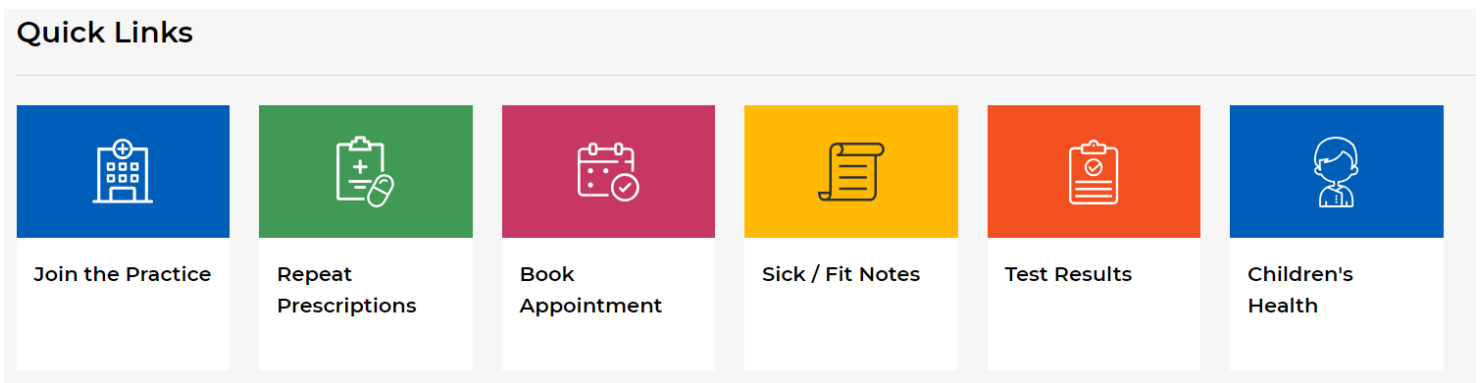 Quick Links
Join the Practice
Repeat
Prescriptions
Book
Appointment
Sick / Fit Notes
Test Results
Children's
Health